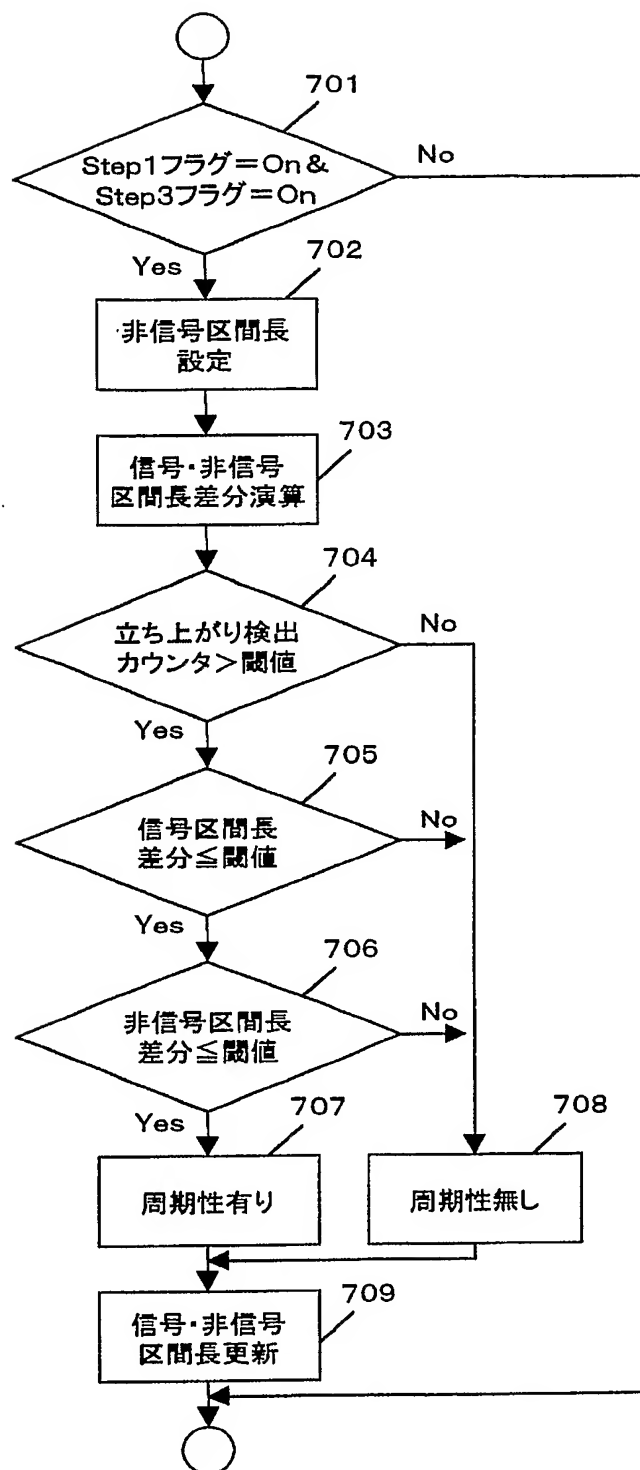 701
Step1フラグ=On &
Step3フラグ=On
No
Yes
702
非信号区間長
設定
703
信号・非信号
区間長差分演算
704
立ち上がり検出
カウンタ>閾値
No
Yes
705
信号区間長
差分≦閾値
No
Yes
706
非信号区間長
差分≦閾値
No
Yes
707
周期性有り
708
周期性無し
709
信号・非信号
区間長更新